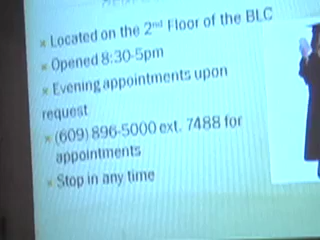 Located on the 2nd Floor of the BLC
Opened 8:30-5pm
Evening appointments upon
request
(609) 896-5000 ext. 7488 for
appointments
Stop in any time